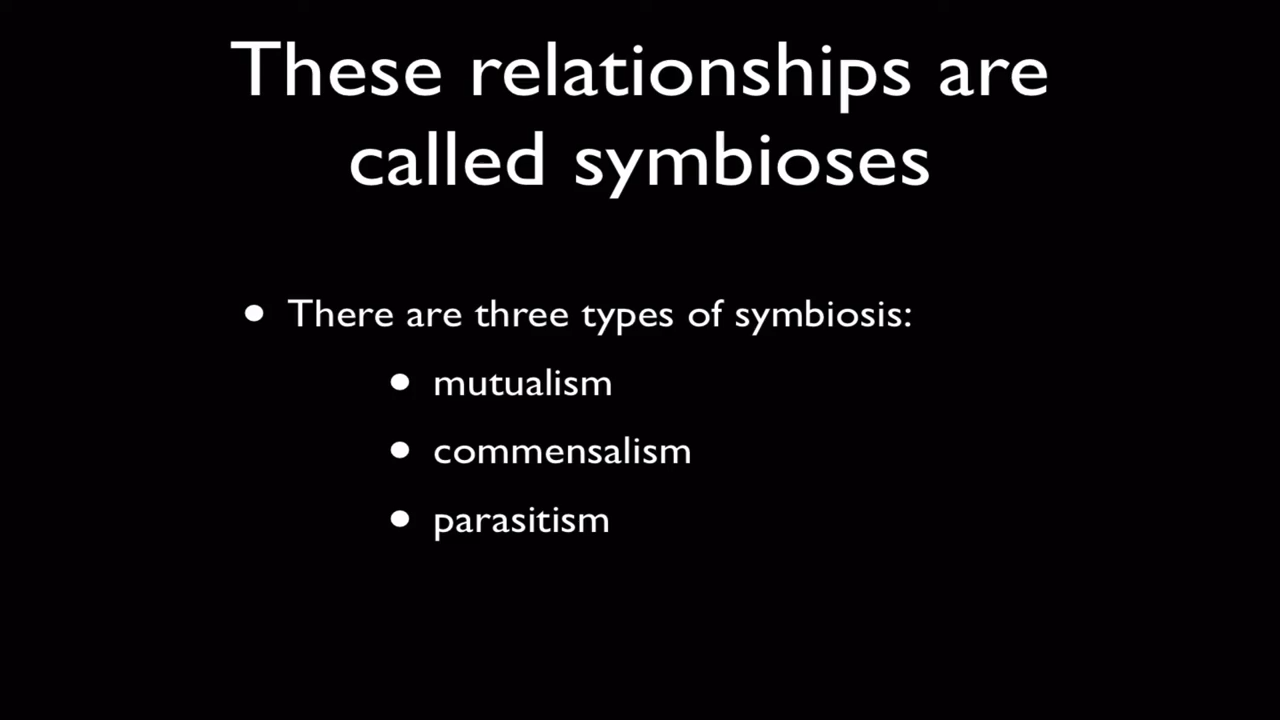 These relationships are
called symbioses
• There are three types of symbiosis:
• mutualism
• commensalism
• parasitism